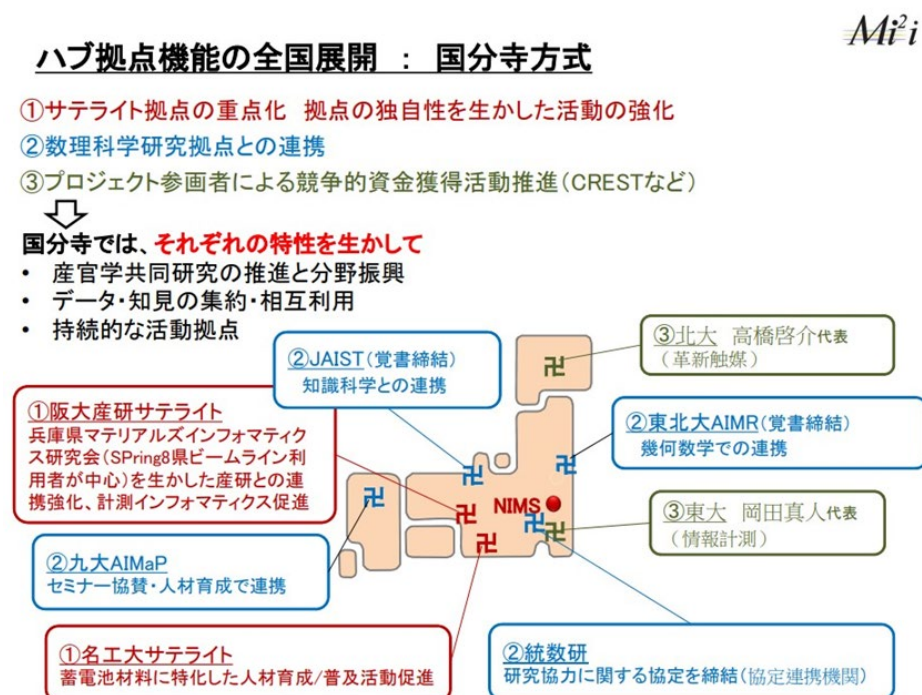 Mi²i
ハブ拠点機能の全国展開 : 国分寺方式
①サテライト拠点の重点化 拠点の独自性を生かした活動の強化
②数理科学研究拠点との連携
③プロジェクト参画者による競争的資金獲得活動推進(CRESTなど)
国分寺では、それぞれの特性を生かして
• 産官学共同研究の推進と分野振興
• データ・知見の集約・相互利用
• 持続的な活動拠点
②JAIST(覚書締結)
知識科学との連携
③北大 高橋啓介代表
(革新触媒)
①阪大産研サテライト
兵庫県マテリアルズインフォマティク
ス研究会(SPring8県ビームライン利
用者が中心)を生かした産研との連
携強化、計測インフォマティクス促進
②東北大AIMR(覚書締結)
幾何数学での連携
卍
卍
卍
卍
卍
NIMS
卍
卍
卍
③東大 岡田真人代表
(情報計測)
②九大AIMaP
セミナー協賛・人材育成で連携
①名工大サテライト
蓄電池材料に特化した人材育成/普及活動促進
②統数研
研究協力に関する協定を締結(協定連携機関)